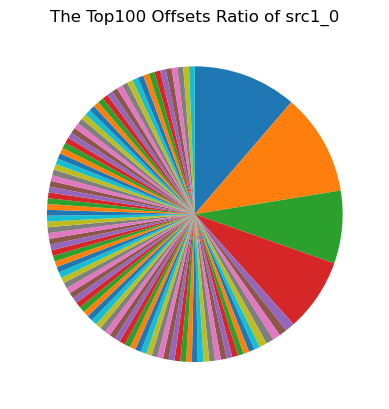 The Top100 Offsets Ratio of src1_0